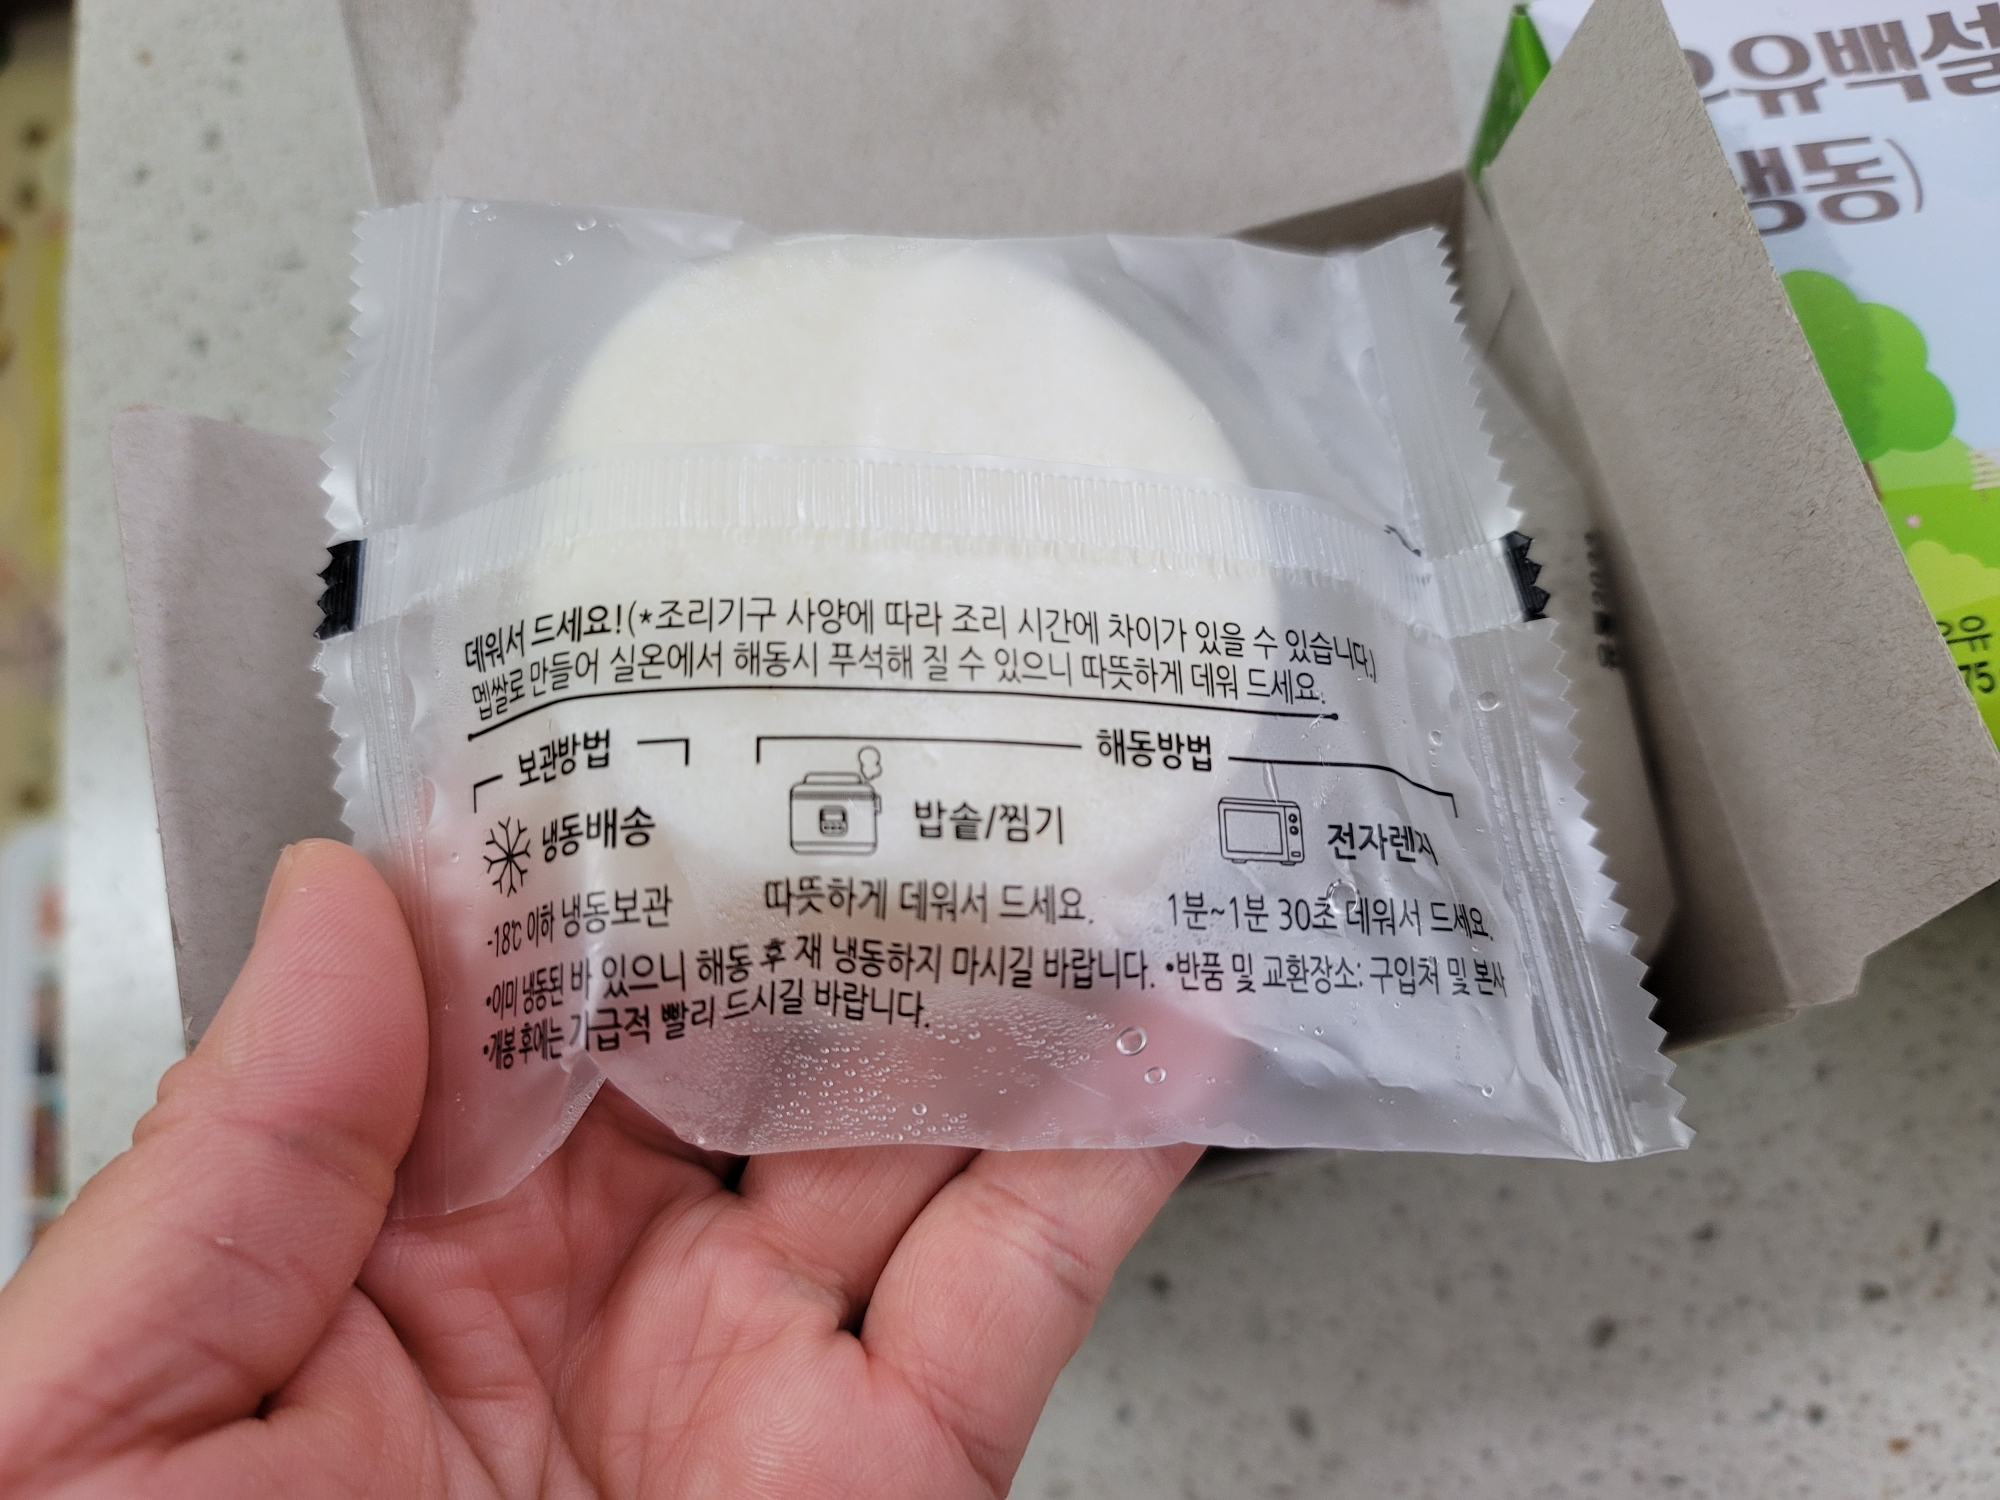 유백설
냉동)
우유
75
데워서 드세요!(*조리기구 사양에 따라 조리 시간에 차이가 있을 수 있습니다.)
멥쌀로 만들어 실온에서 해동시 푸석해 질 수 있으니 따뜻하게 데워 드세요.
보관방법
해동방법
냉동배송
밥솥/찜기
전자렌지
-18℃ 이하 냉동보관
따뜻하게 데워서 드세요.
1분~1분 30초 데워서 드세요.
•이미 냉동된 바 있으니 해동 후 재 냉동하지 마시길 바랍니다. •반품 및 교환장소: 구입처 및 본사
•개봉 후에는 가급적 빨리 드시길 바랍니다.